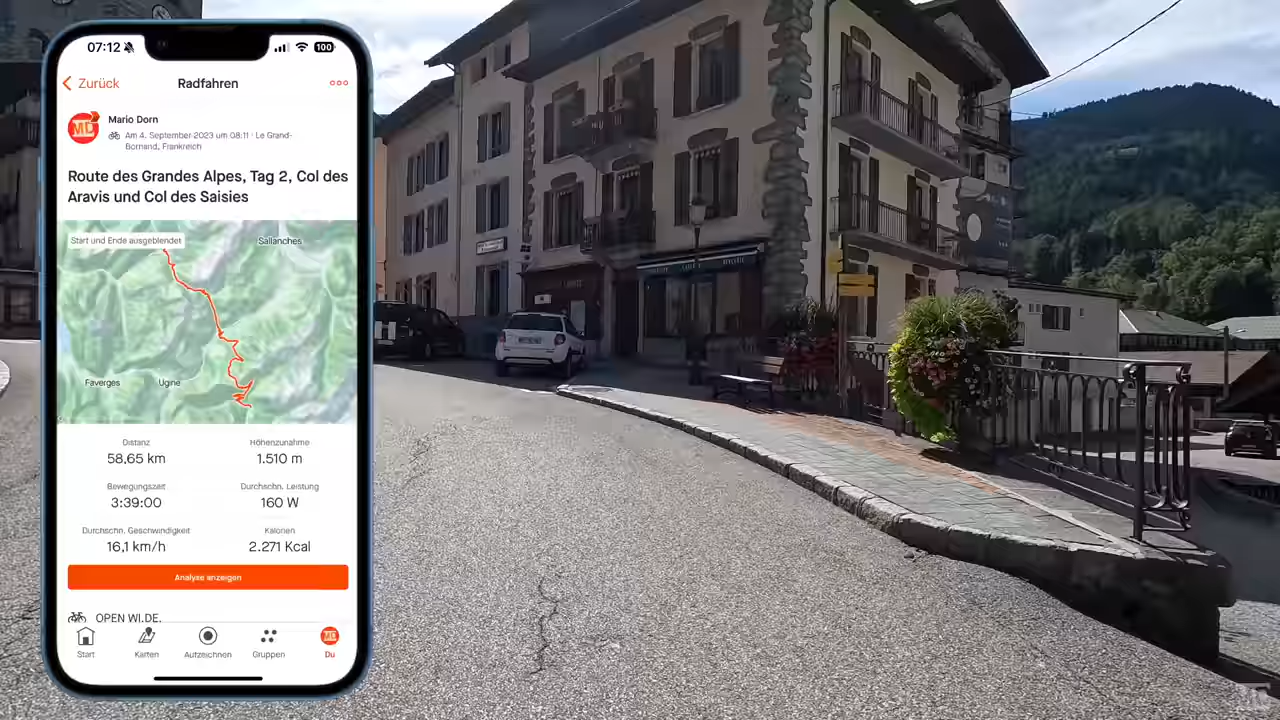 07:12
100
Zurück
Radfahren
MD
Mario Dorn
Am 4. September 2023 um 08:11 · Le Grand-
Bornand, Frankreich
Route des Grandes Alpes, Tag 2, Col des
Aravis und Col des Saisies
Start und Ende ausgeblendet
Sallanches
Faverges
Ugine
Distanz
Höhenzunahme
58,65 km
1.510 m
Bewegungszeit
Durchschn. Leistung
3:39:00
160 W
Durchschn. Geschwindigkeit
Kalorien
16,1 km/h
2.271 Kcal
Analyse anzeigen
OPEN WI.DE.
Start
Karten
Aufzeichnen
Gruppen
Du